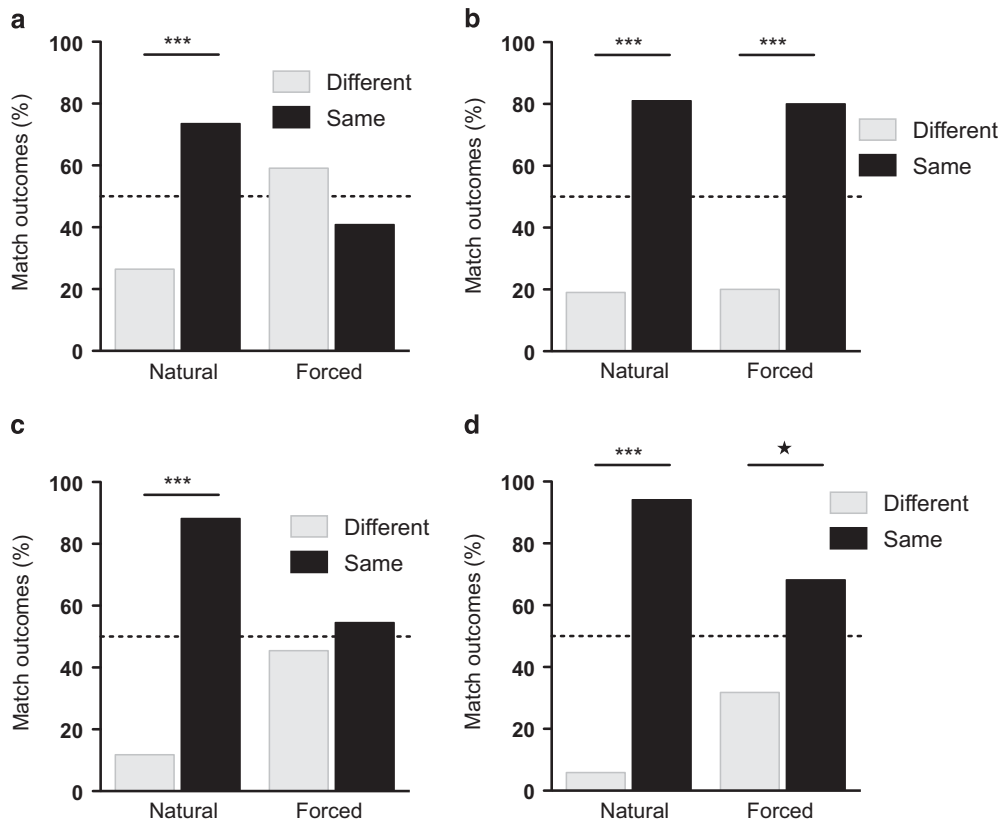 a
***
100
80
60
40
20
0
Match outcomes (%)
Different
Same
Natural Forced
b
*** ***
100
80
60
40
20
0
Match outcomes (%)
Different
Same
Natural Forced
c
***
100
80
60
40
20
0
Match outcomes (%)
Different
Same
Natural Forced
d
*** ★
100
80
60
40
20
0
Match outcomes (%)
Different
Same
Natural Forced